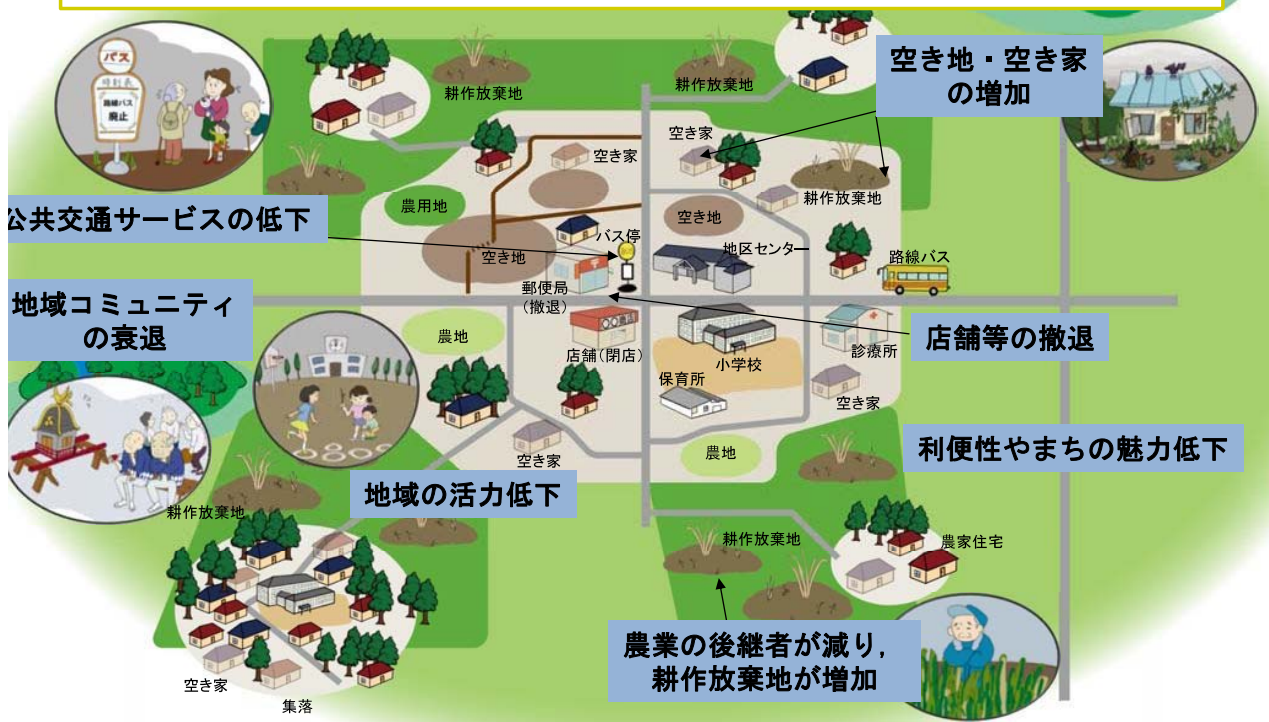 バス
時刻表
路線バス
廃止
耕作放棄地
耕作放棄地
空き地・空き家
の増加
空き家
空き家
農用地
空き地
耕作放棄地
公共交通サービスの低下
バス停
地区センター
空き地
路線バス
郵便局
(撤退)
地域コミュニティ
の衰退
農地
店舗(閉店)
小学校
診療所
店舗等の撤退
保育所
空き家
農地
空き家
利便性やまちの魅力低下
地域の活力低下
耕作放棄地
耕作放棄地
農家住宅
農業の後継者が減り,
耕作放棄地が増加
空き家
集落